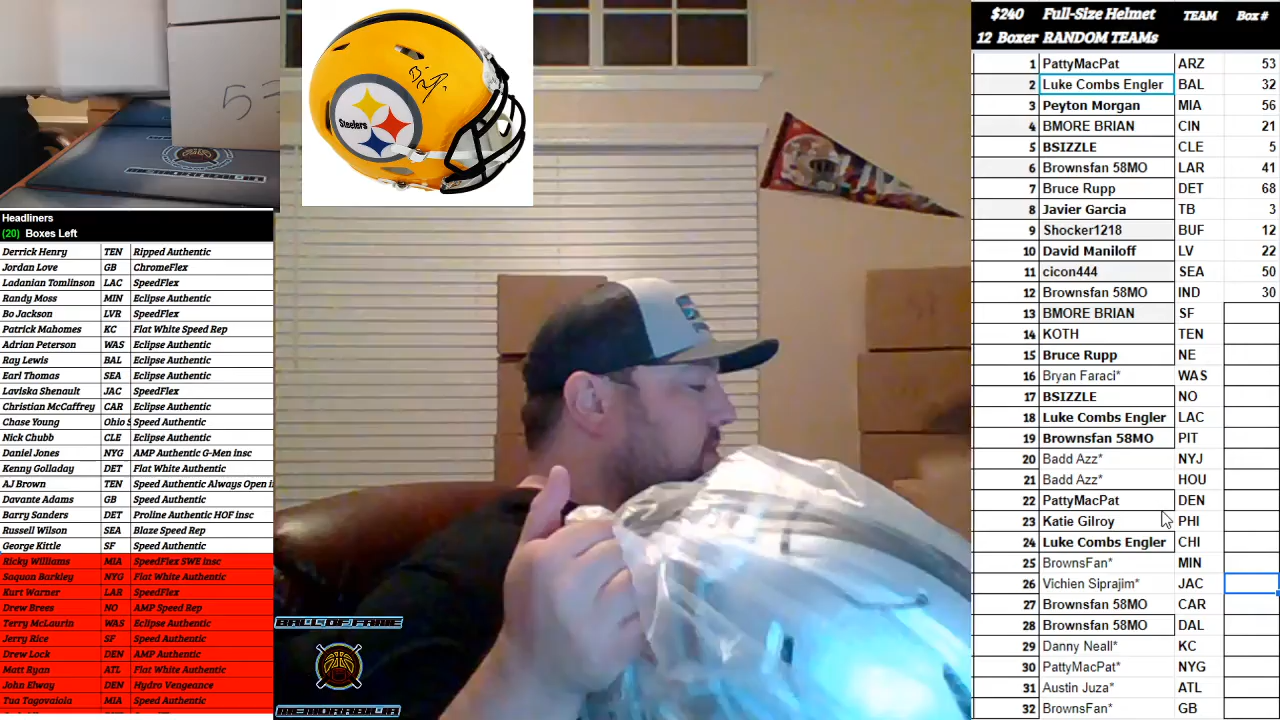 53
Steelers
Headliners
(20) Boxes Left
Derrick Henry TEN Ripped Authentic
Jordan Love GB ChromeFlex
Ladanian Tomlinson LAC SpeedFlex
Randy Moss MIN Eclipse Authentic
Bo Jackson LVR SpeedFlex
Patrick Mahomes KC Flat White Speed Rep
Adrian Peterson WAS Eclipse Authentic
Ray Lewis BAL Eclipse Authentic
Earl Thomas SEA Eclipse Authentic
Laviska Shenault JAC SpeedFlex
Christian McCaffrey CAR Eclipse Authentic
Chase Young Ohio S Speed Authentic
Nick Chubb CLE Eclipse Authentic
Daniel Jones NYG AMP Authentic G-Men insc
Kenny Golladay DET Flat White Authentic
AJ Brown TEN Speed Authentic Always Open i
Davante Adams GB Speed Authentic
Barry Sanders DET Proline Authentic HOF insc
Russell Wilson SEA Blaze Speed Rep
George Kittle SF Speed Authentic
Ricky Williams MIA SpeedFlex SWE insc
Saquon Barkley NYG Flat White Authentic
Kurt Warner LAR SpeedFlex
Drew Brees NO AMP Speed Rep
Terry McLaurin WAS Eclipse Authentic
Jerry Rice SF Speed Authentic
Drew Lock DEN AMP Authentic
Matt Ryan ATL Flat White Authentic
John Elway DEN Hydro Vengeance
Tua Tagovaiola MIA Speed Authentic
BALL OF FAME
MEMORABILIA
$240 Full-Size Helmet TEAM Box #
12 Boxer RANDOM TEAMs
1 PattyMacPat ARZ 53
2 Luke Combs Engler BAL 32
3 Peyton Morgan MIA 56
4 BMORE BRIAN CIN 21
5 BSIZZLE CLE 5
6 Brownsfan 58MO LAR 41
7 Bruce Rupp DET 68
8 Javier Garcia TB 3
9 Shocker1218 BUF 12
10 David Maniloff LV 22
11 cicon444 SEA 50
12 Brownsfan 58MO IND 30
13 BMORE BRIAN SF
14 KOTH TEN
15 Bruce Rupp NE
16 Bryan Faraci* WAS
17 BSIZZLE NO
18 Luke Combs Engler LAC
19 Brownsfan 58MO PIT
20 Badd Azz* NYJ
21 Badd Azz* HOU
22 PattyMacPat DEN
23 Katie Gilroy PHI
24 Luke Combs Engler CHI
25 BrownsFan* MIN
26 Vichien Siprajim* JAC
27 Brownsfan 58MO CAR
28 Brownsfan 58MO DAL
29 Danny Neall* KC
30 PattyMacPat* NYG
31 Austin Juza* ATL
32 BrownsFan* GB